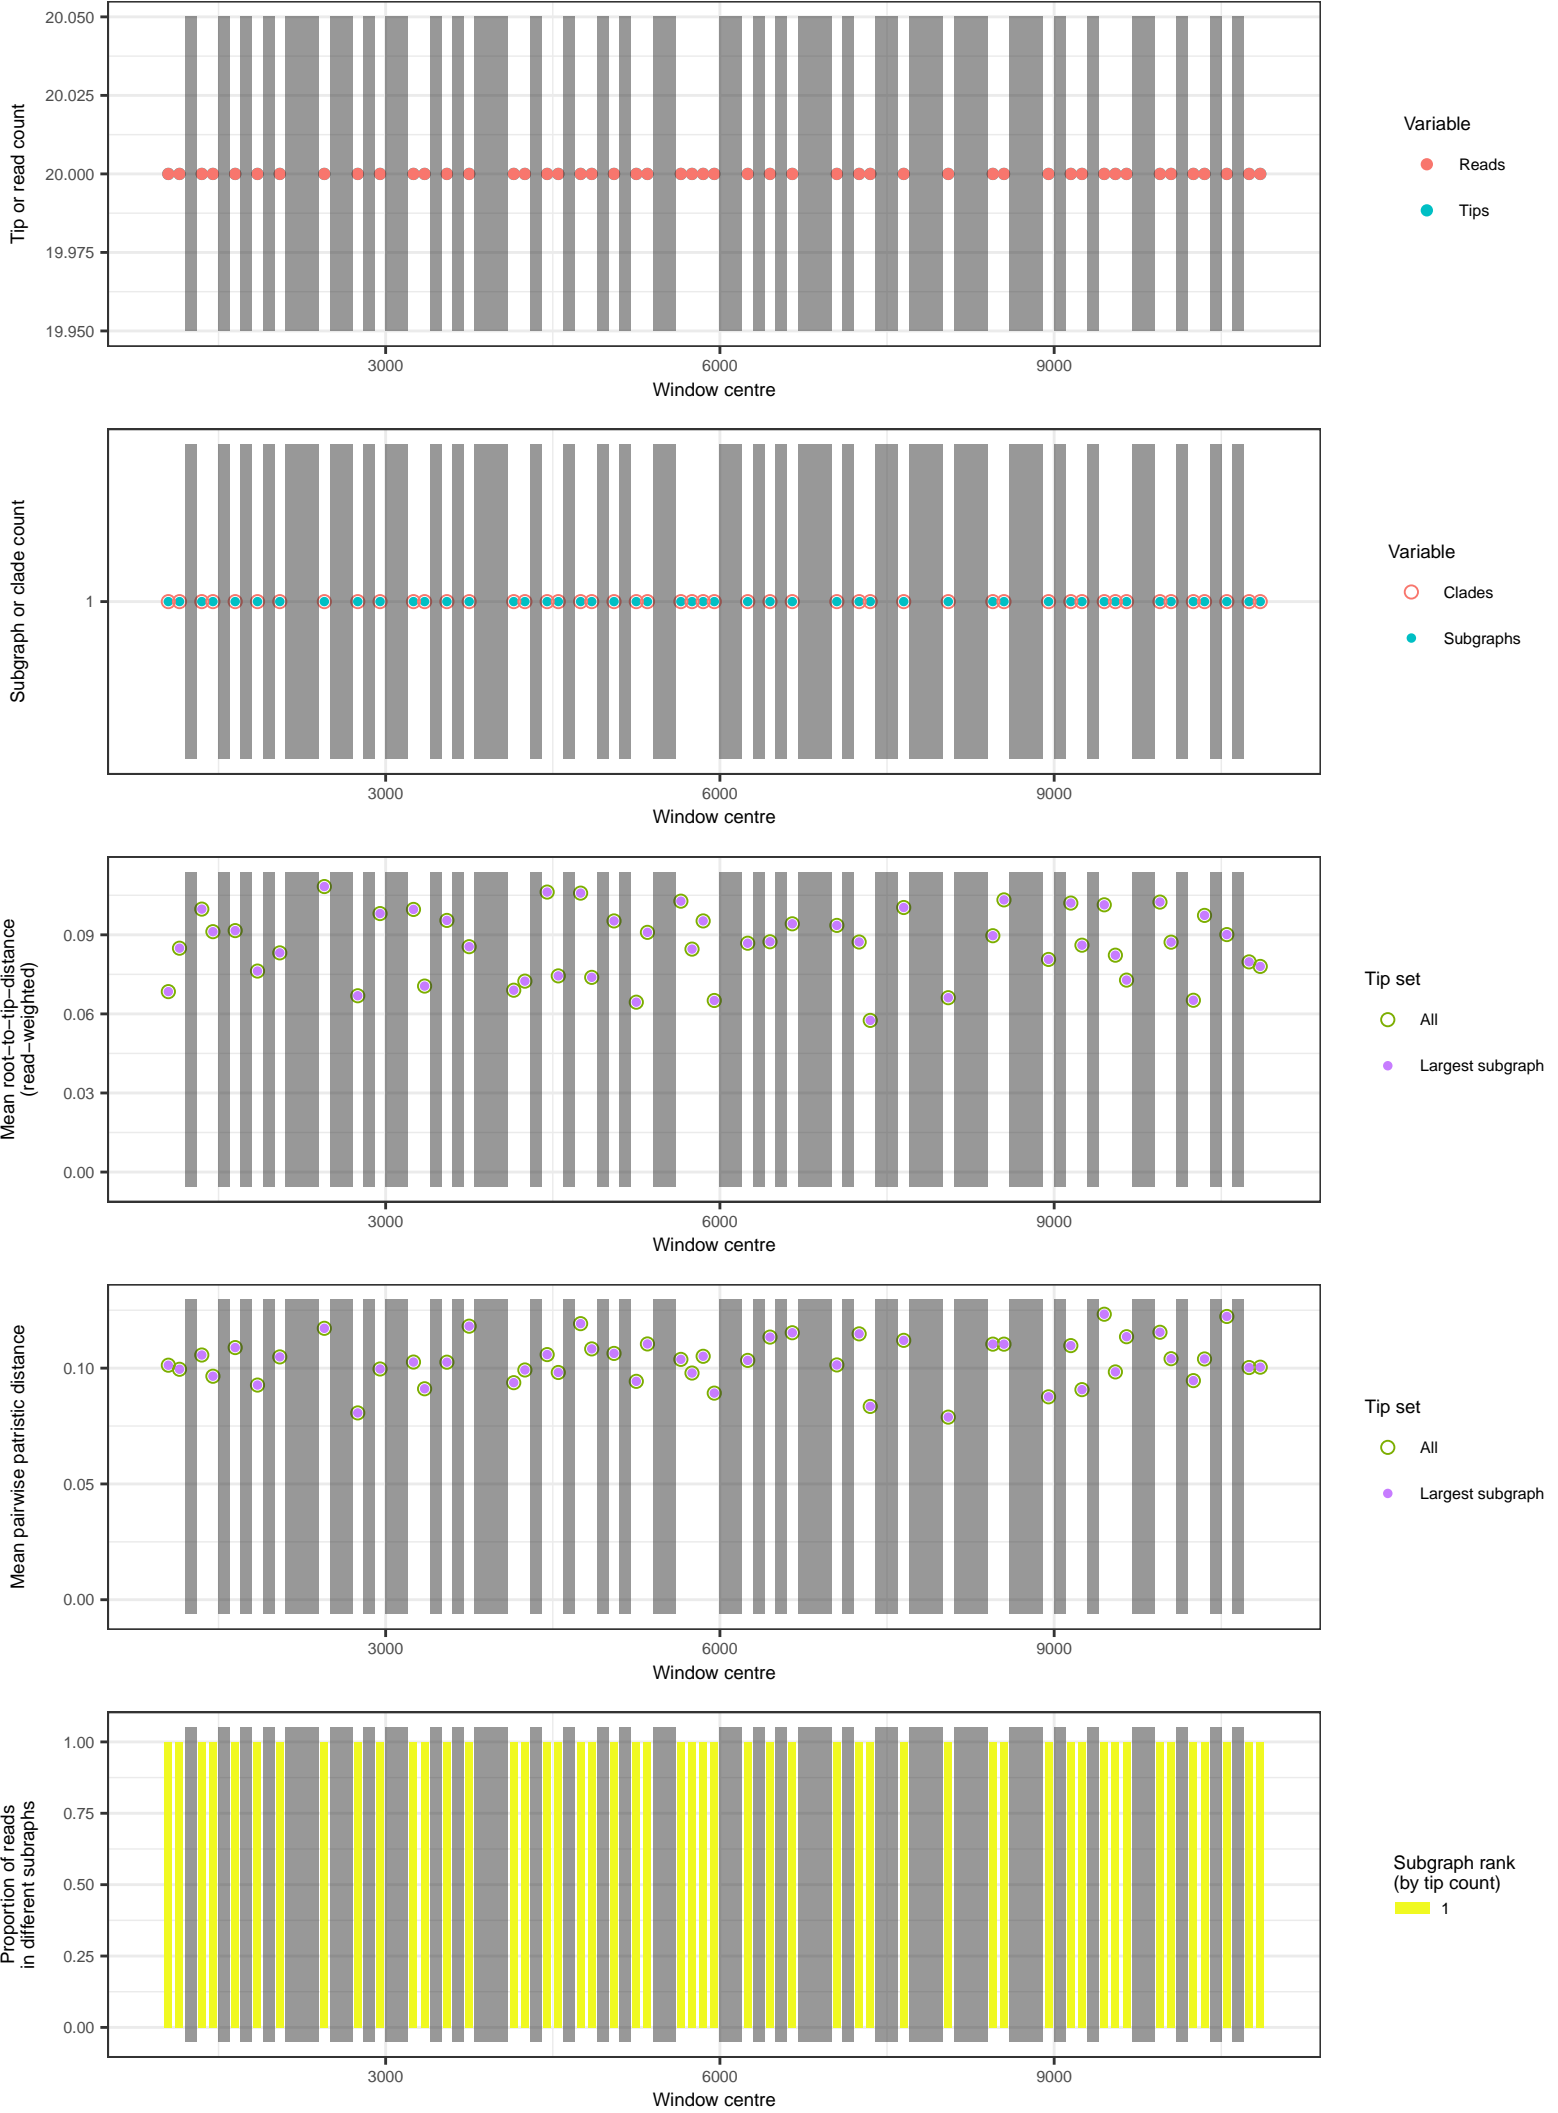 20.050
20.025
20.000
19.975
19.950
Tip or read count
3000
6000
9000
Window centre
Variable
Reads
Tips
1
Subgraph or clade count
3000
6000
9000
Window centre
Variable
Clades
Subgraphs
0.09
0.06
0.03
0.00
Mean root−to−tip−distance
(read−weighted)
3000
6000
9000
Window centre
Tip set
All
Largest subgraph
0.10
0.05
0.00
Mean pairwise patristic distance
3000
6000
9000
Window centre
Tip set
All
Largest subgraph
1.00
0.75
0.50
0.25
0.00
Proportion of reads
in different subraphs
3000
6000
9000
Window centre
Subgraph rank
(by tip count)
1